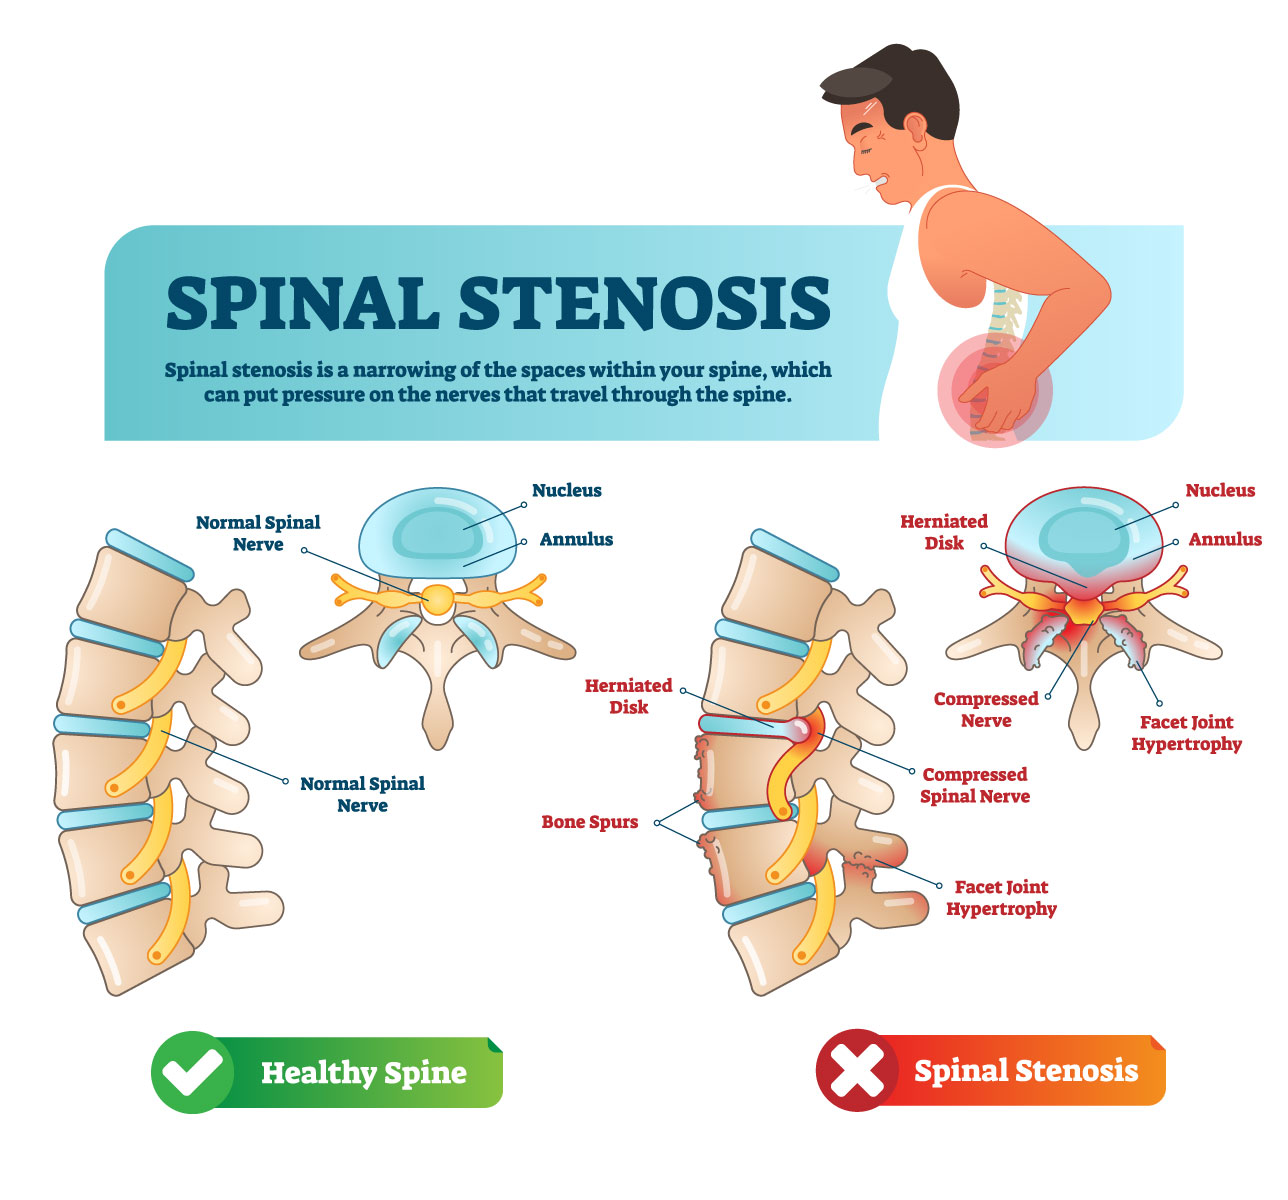 SPINAL STENOSIS
Spinal stenosis is a narrowing of the spaces within your spine, which
can put pressure on the nerves that travel through the spine.
Normal Spinal
Nerve
Nucleus
Annulus
Normal Spinal
Nerve
Healthy Spine
Herniated
Disk
Nucleus
Annulus
Compressed
Nerve
Facet Joint
Hypertrophy
Herniated
Disk
Compressed
Spinal Nerve
Bone Spurs
Facet Joint
Hypertrophy
Spinal Stenosis